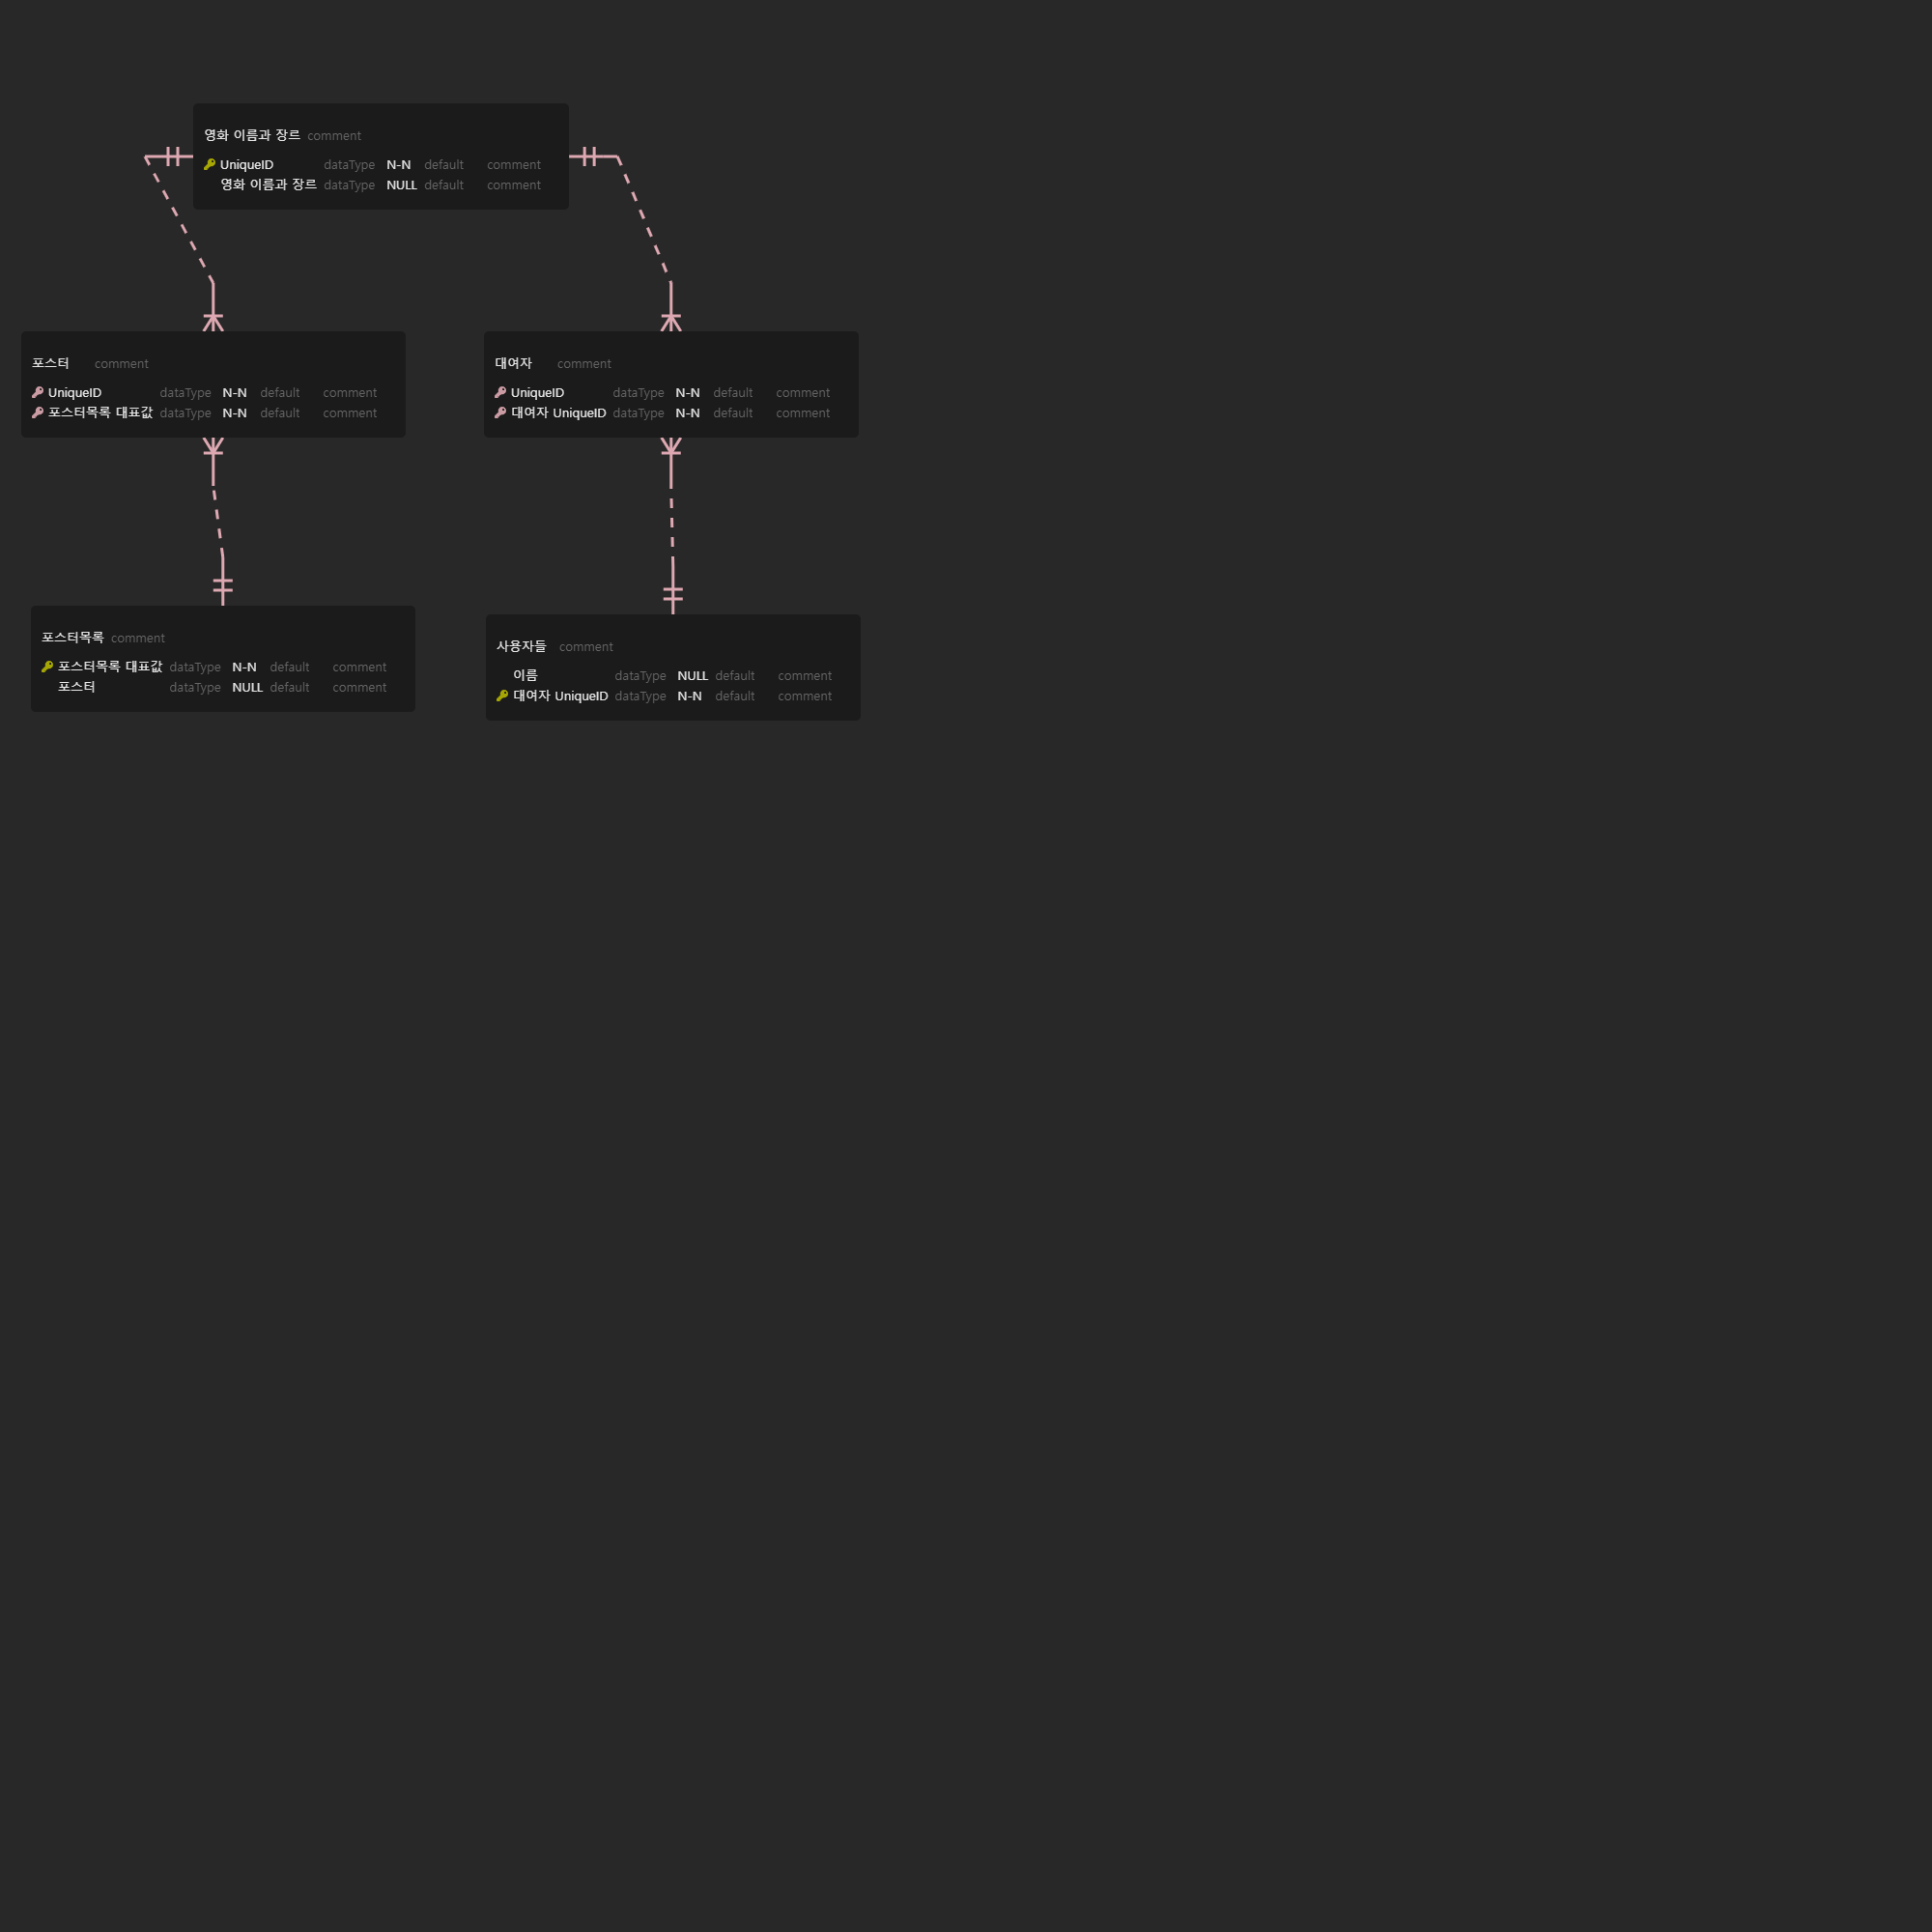 영화 이름과 장르 comment
UniqueID dataType N-N default comment
영화 이름과 장르 dataType NULL default comment
포스터 comment
UniqueID dataType N-N default comment
포스터목록 대표값 dataType N-N default comment
대여자 comment
UniqueID dataType N-N default comment
대여자 UniqueID dataType N-N default comment
포스터목록 comment
포스터목록 대표값 dataType N-N default comment
포스터 dataType NULL default comment
사용자들 comment
이름 dataType NULL default comment
대여자 UniqueID dataType N-N default comment